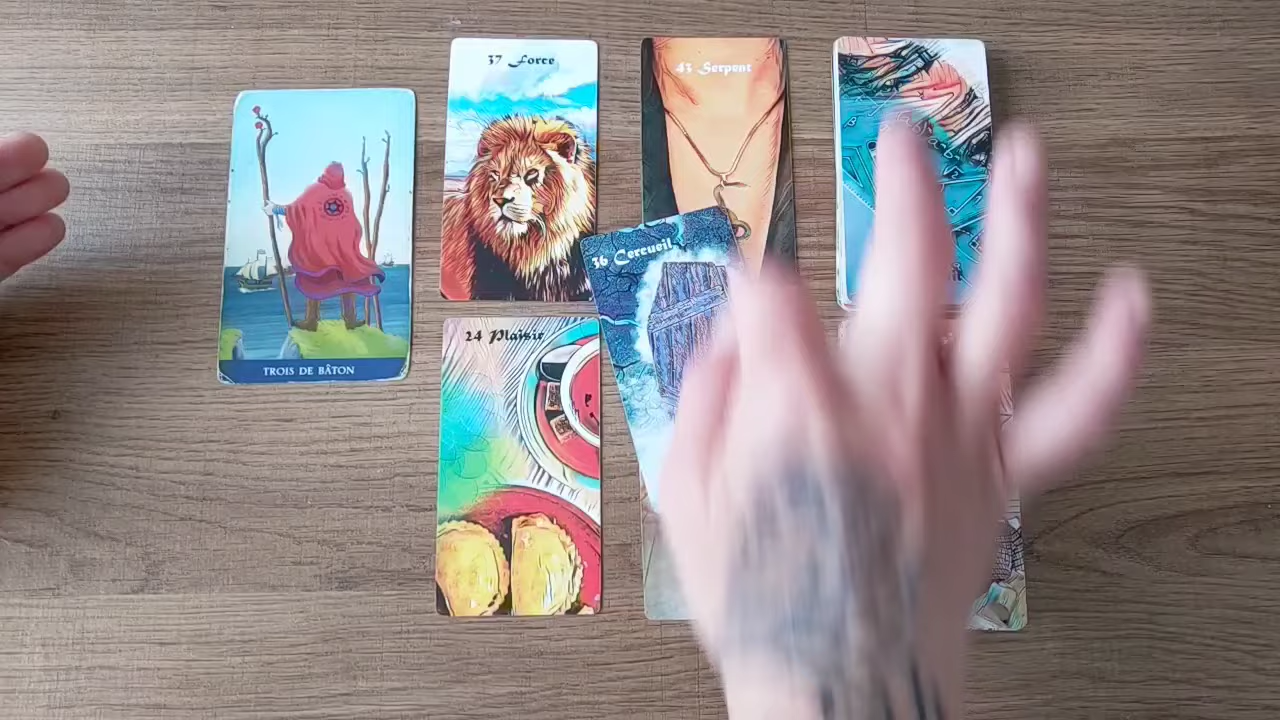 37 Force
43 Serpent
36 Cercueil
24 Plaisir
TROIS DE BÂTON